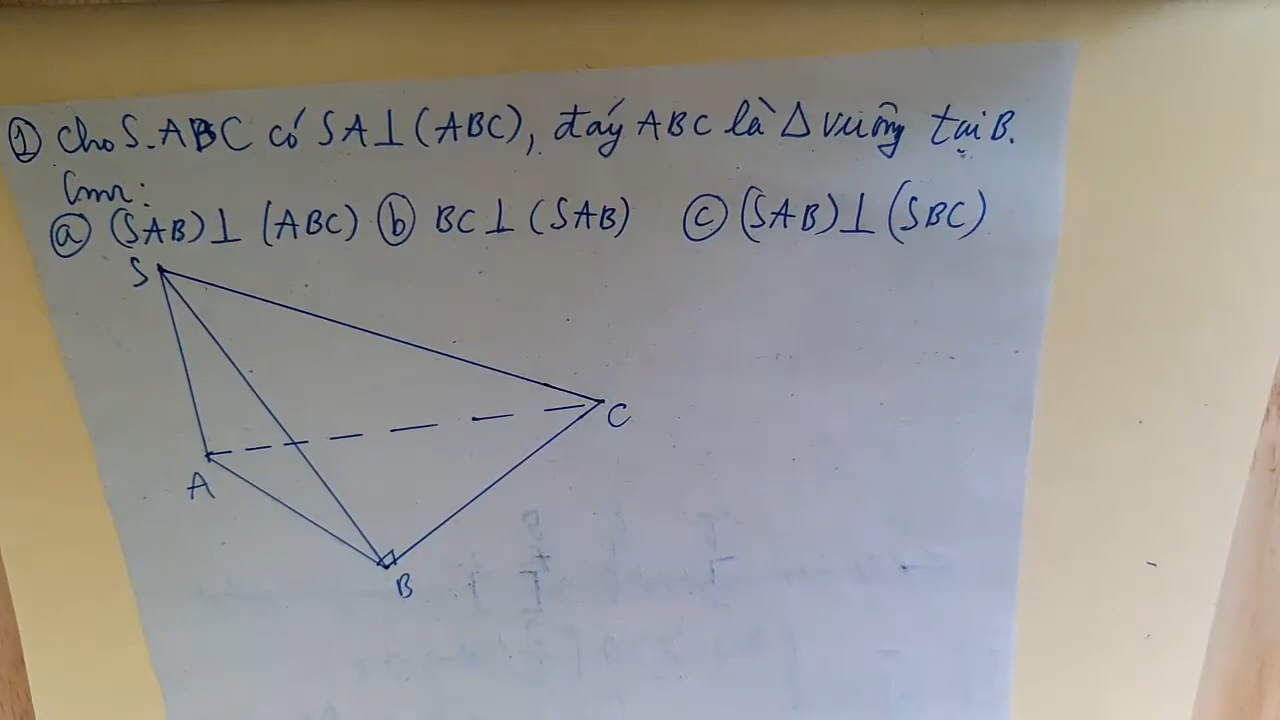 ① Cho S.ABC có SA⊥(ABC), đáy ABC là Δ vuông tại B.
Cmr:
ⓐ (SAB)⊥(ABC) ⓑ BC⊥(SAB) ⓒ (SAB)⊥(SBC)
S
C
A
B